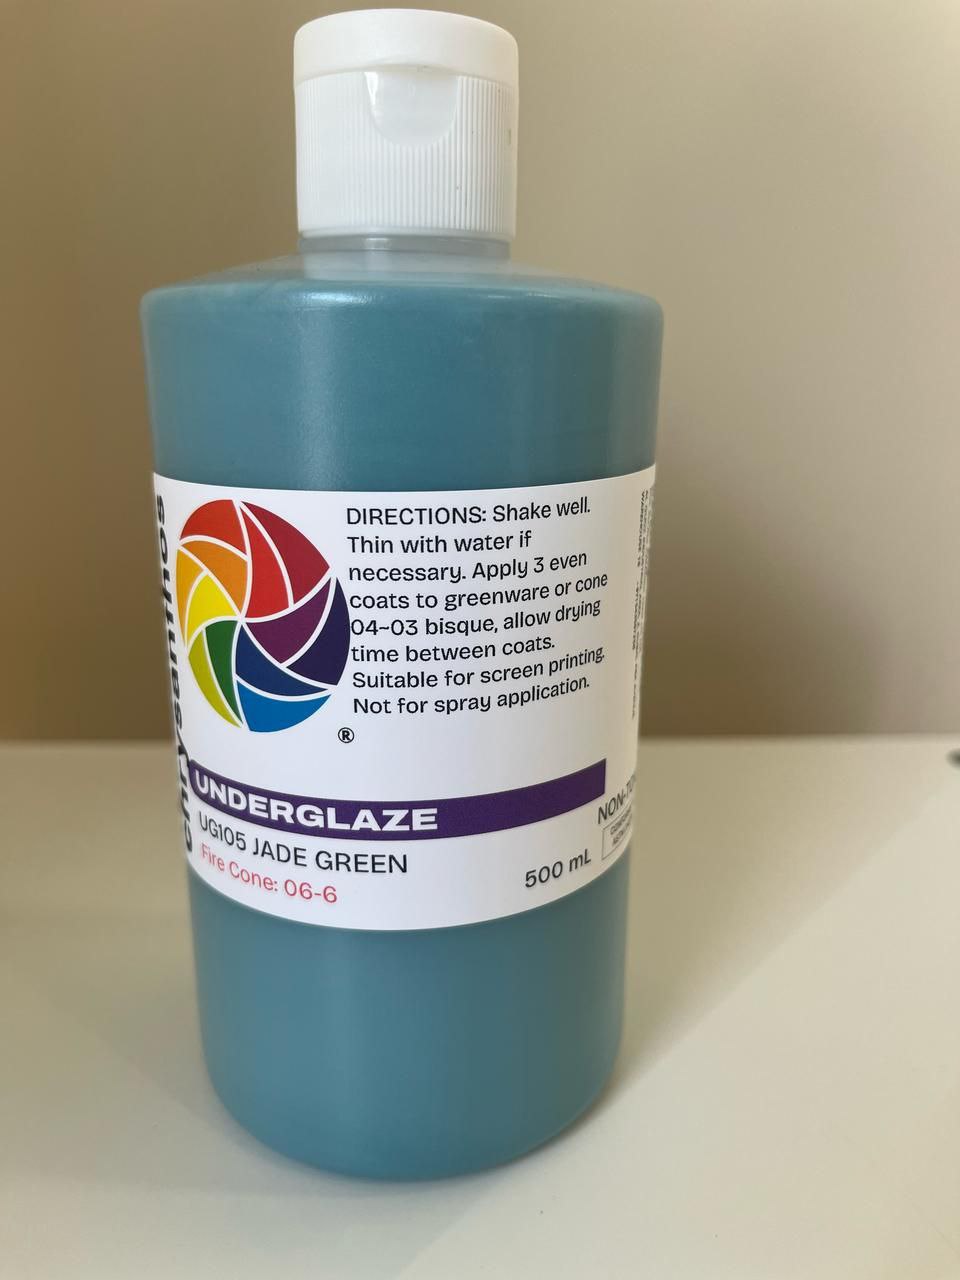 chrysanthos
DIRECTIONS: Shake well.
Thin with water if
necessary. Apply 3 even
coats to greenware or cone
04~03 bisque, allow drying
time between coats.
Suitable for screen printing.
Not for spray application.
®
UNDERGLAZE
UG105 JADE GREEN
Fire Cone: 06-6
500 mL